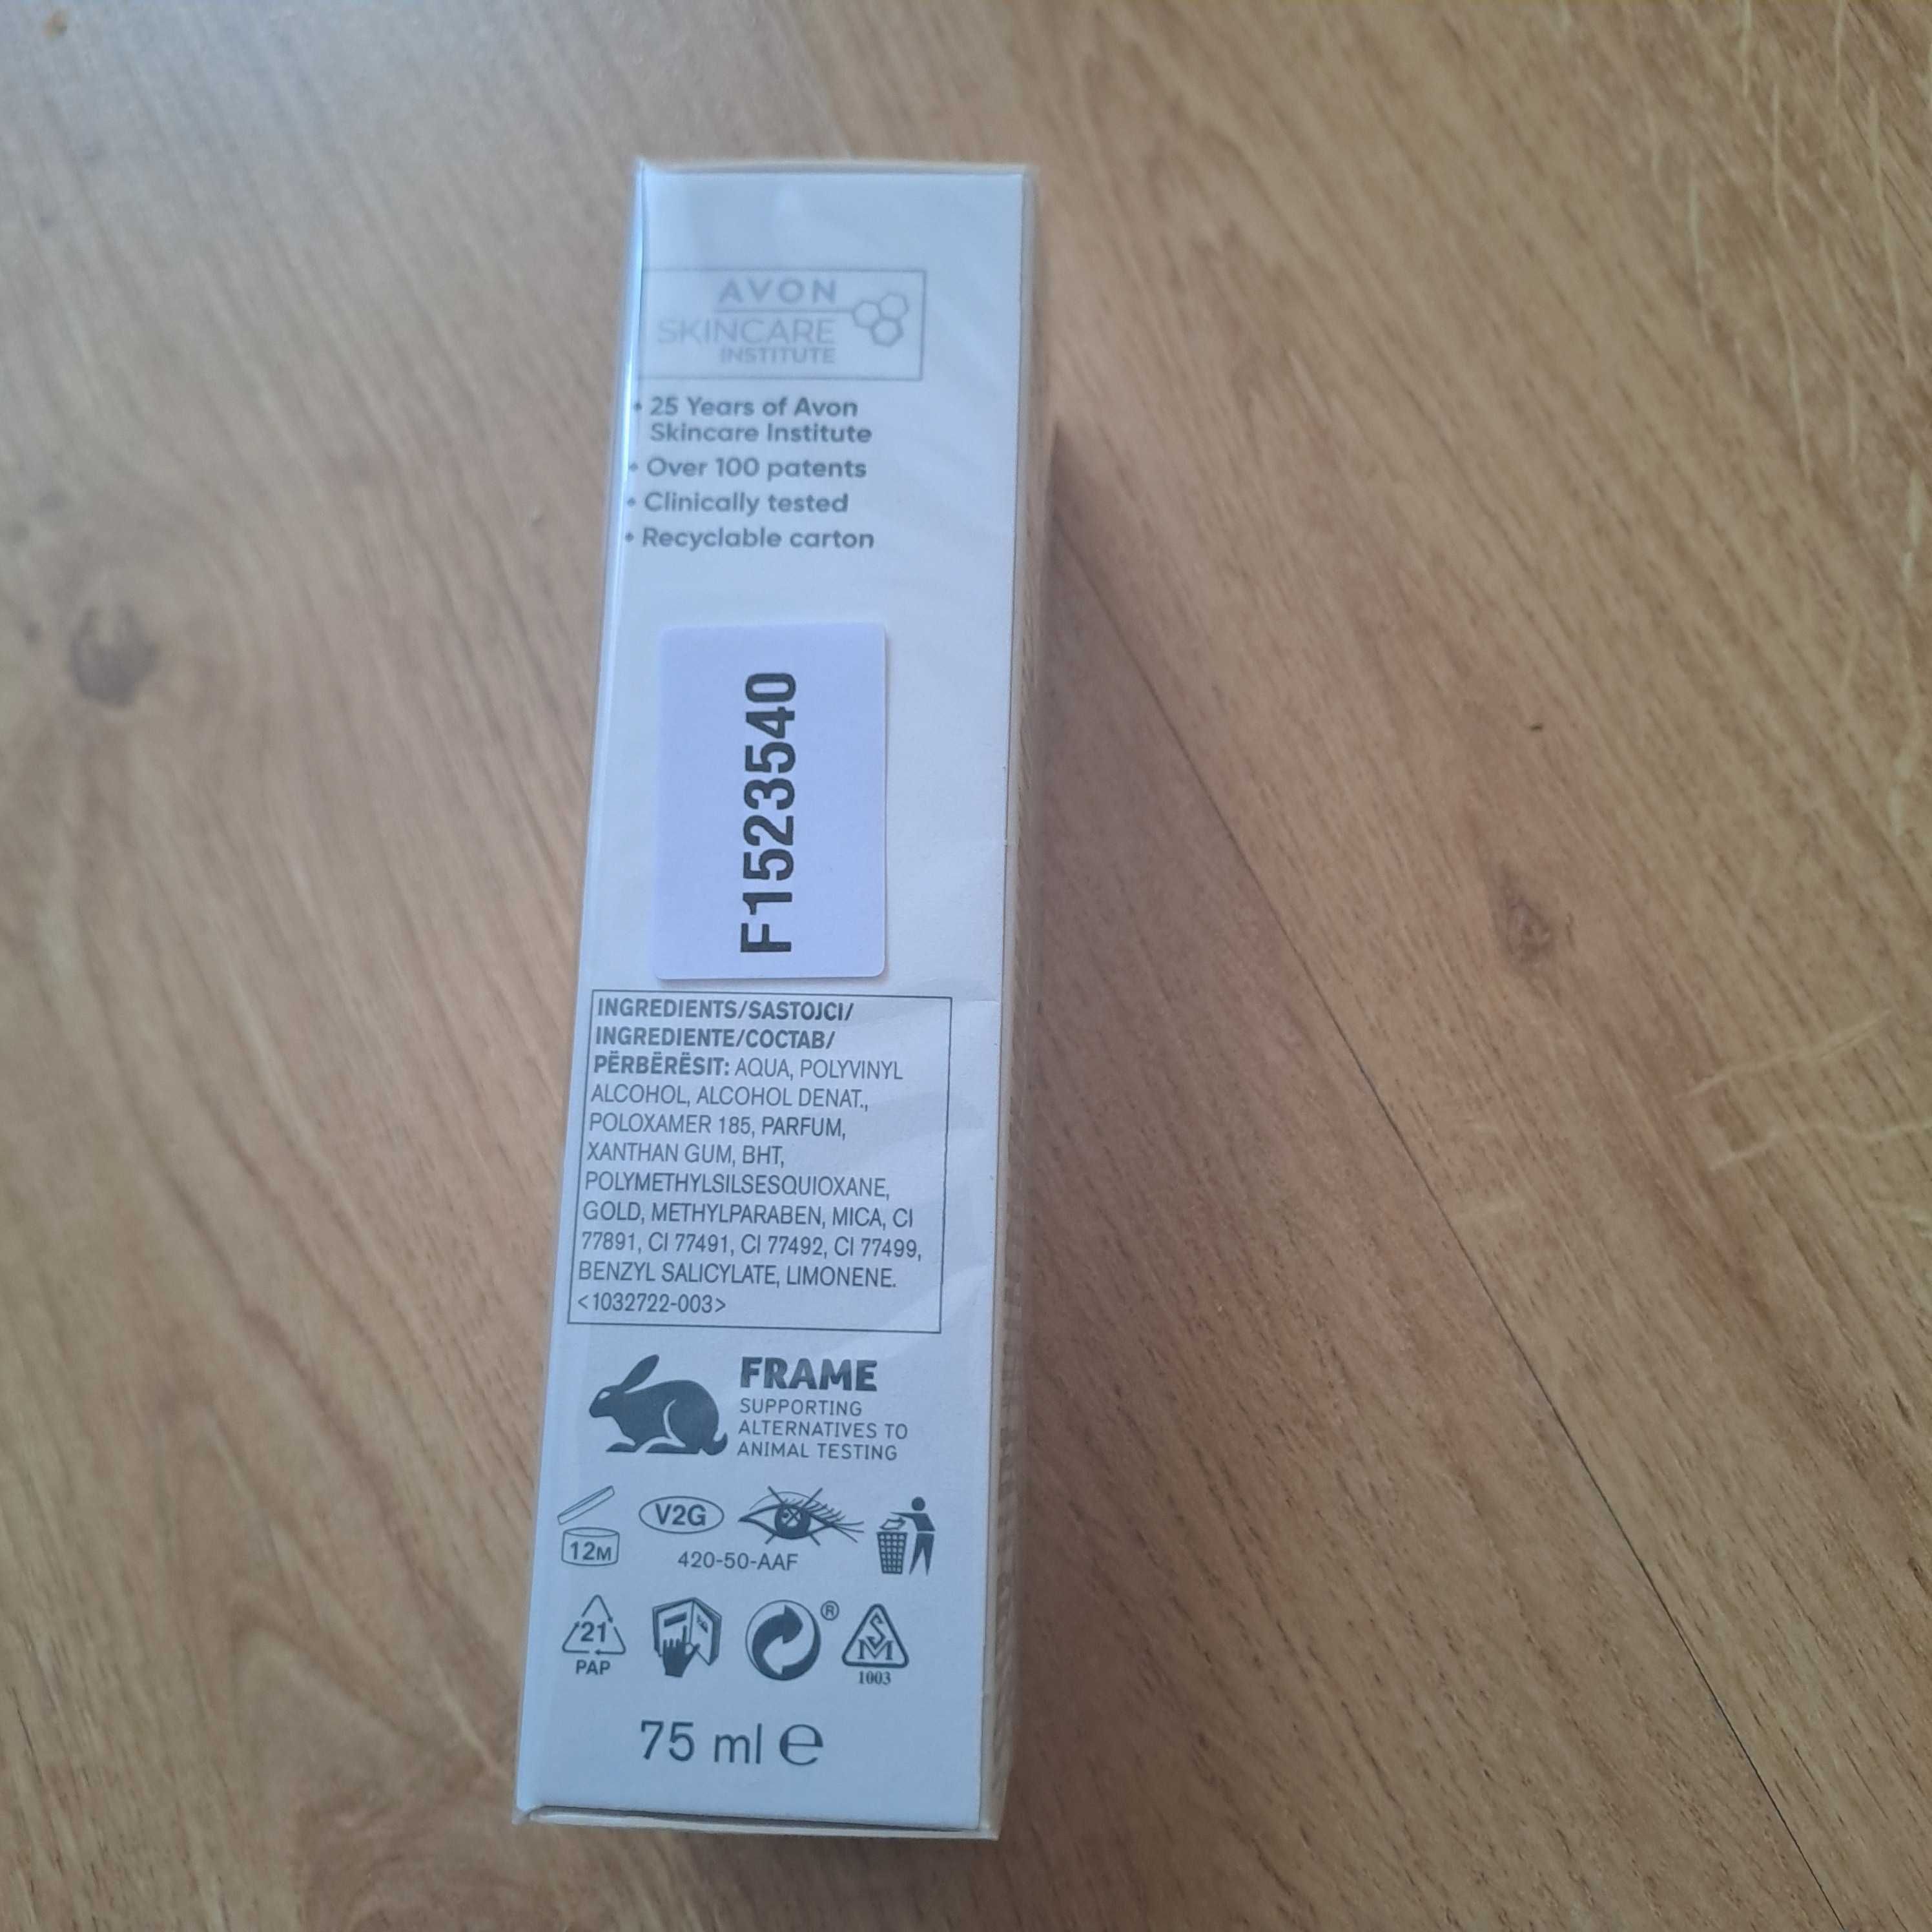 AVON
SKINCARE
INSTITUTE
• 25 Years of Avon
Skincare Institute
• Over 100 patents
• Clinically tested
• Recyclable carton
F1523540
INGREDIENTS/SASTOJCI/
INGREDIENTE/СОСТАВ/
PËRBËRËSIT: AQUA, POLYVINYL
ALCOHOL, ALCOHOL DENAT.,
POLOXAMER 185, PARFUM,
XANTHAN GUM, BHT,
POLYMETHYLSILSESQUIOXANE,
GOLD, METHYLPARABEN, MICA, CI
77891, CI 77491, CI 77492, CI 77499,
BENZYL SALICYLATE, LIMONENE.
<1032722-003>
FRAME
SUPPORTING
ALTERNATIVES TO
ANIMAL TESTING
12M
V2G
420-50-AAF
21
PAP
®
SM
1003
75 ml ℮